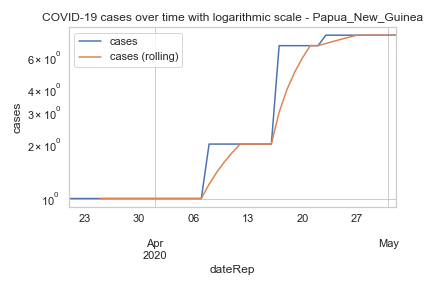 COVID-19 cases over time with logarithmic scale - Papua_New_Guinea
cases
cases (rolling)
6 × 10⁰
4 × 10⁰
3 × 10⁰
2 × 10⁰
10⁰
cases
23 30 06 13 20 27
Apr May
2020
dateRep